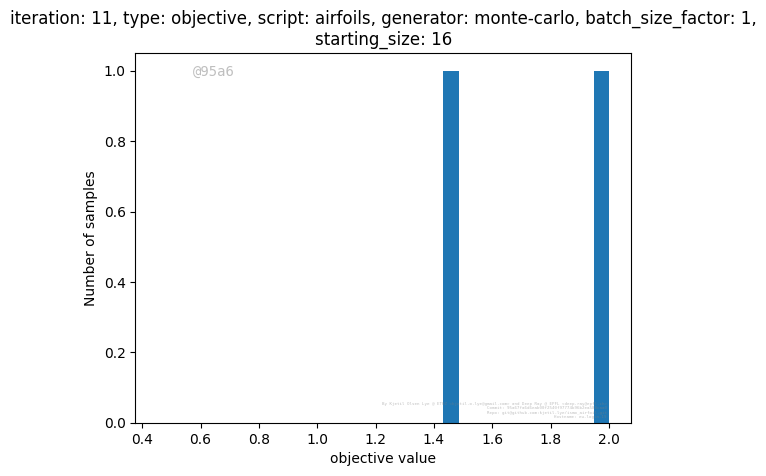 iteration: 11, type: objective, script: airfoils, generator: monte-carlo, batch_size_factor: 1,
starting_size: 16
@95a6
1.0
0.8
0.6
0.4
0.2
0.0
Number of samples
0.4 0.6 0.8 1.0 1.2 1.4 1.6 1.8 2.0
objective value